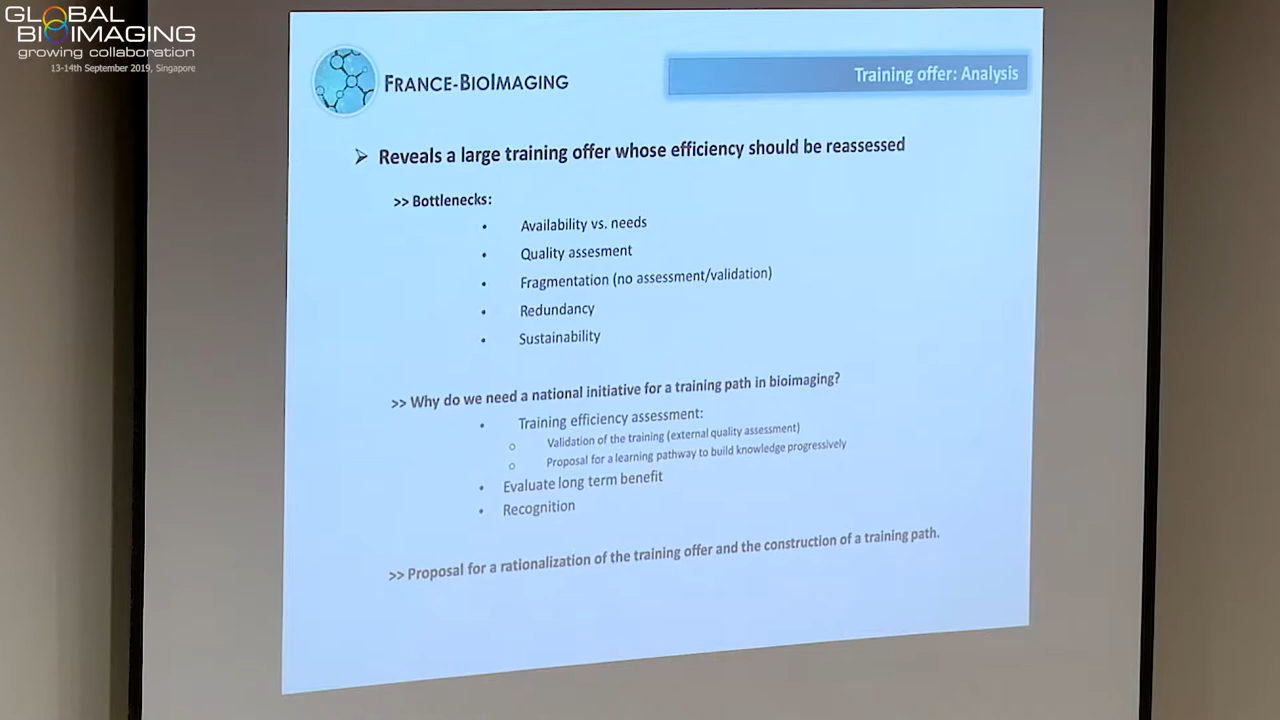 GLOBAL
BIOIMAGING
growing collaboration
13-14th September 2019, Singapore
FRANCE-BIOIMAGING
Training offer: Analysis
➢ Reveals a large training offer whose efficiency should be reassessed
>> Bottlenecks:
• Availability vs. needs
• Quality assesment
• Fragmentation (no assessment/validation)
• Redundancy
• Sustainability
>> Why do we need a national initiative for a training path in bioimaging?
• Training efficiency assessment:
o Validation of the training (external quality assessment)
o Proposal for a learning pathway to build knowledge progressively
• Evaluate long term benefit
• Recognition
>> Proposal for a rationalization of the training offer and the construction of a training path.